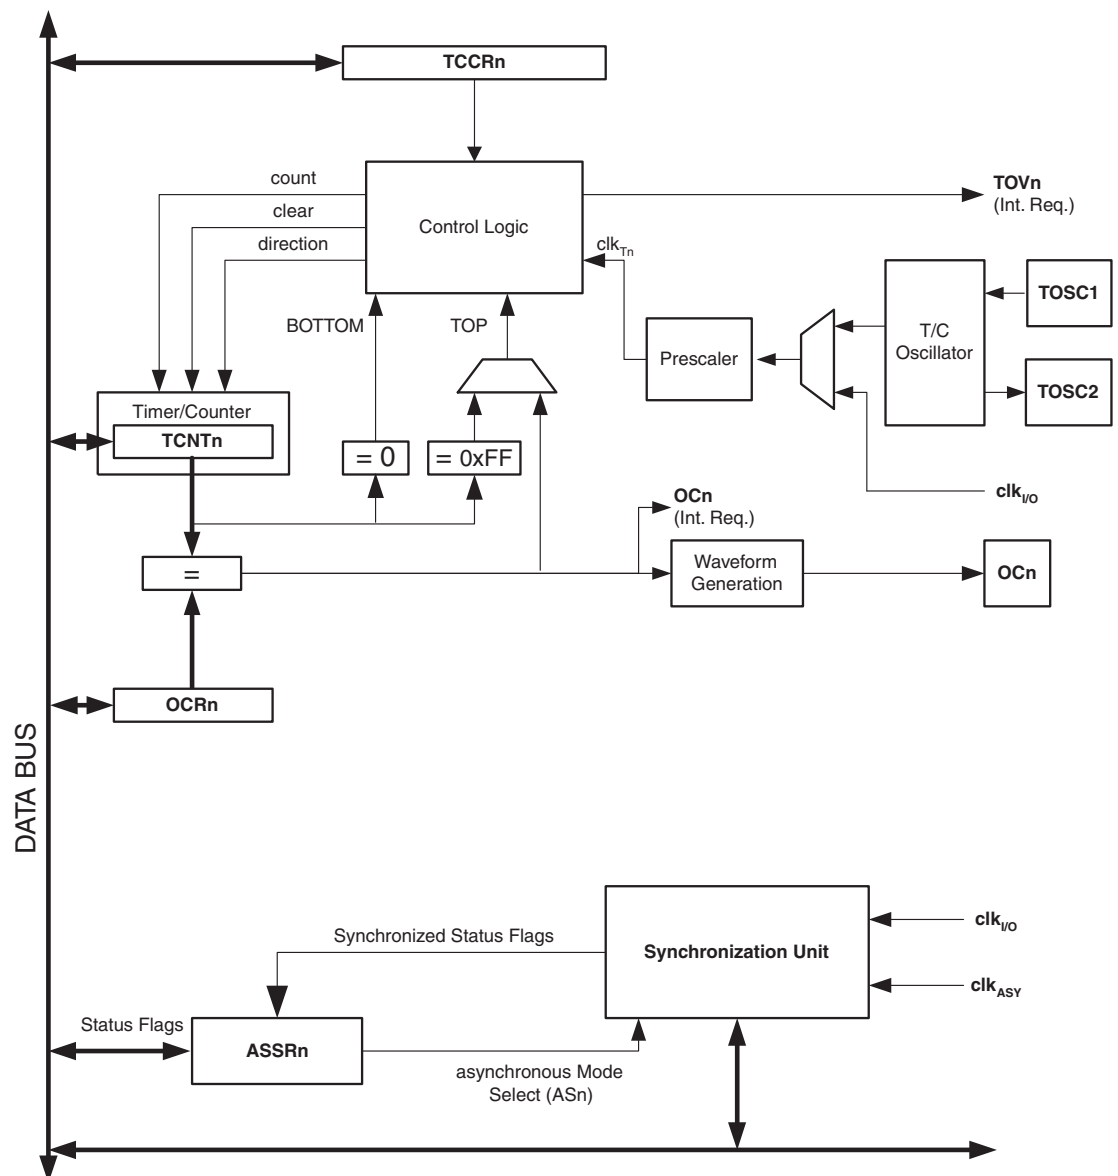 TCCRn
count
clear
direction
Control Logic
TOVn
(Int. Req.)
clkTn
BOTTOM
TOP
TOSC1
T/C
Oscillator
Prescaler
TOSC2
Timer/Counter
TCNTn
= 0
= 0xFF
clkI/O
OCn
(Int. Req.)
=
Waveform
Generation
OCn
OCRn
DATA BUS
Synchronized Status Flags
Synchronization Unit
clkI/O
clkASY
Status Flags
ASSRn
asynchronous Mode
Select (ASn)